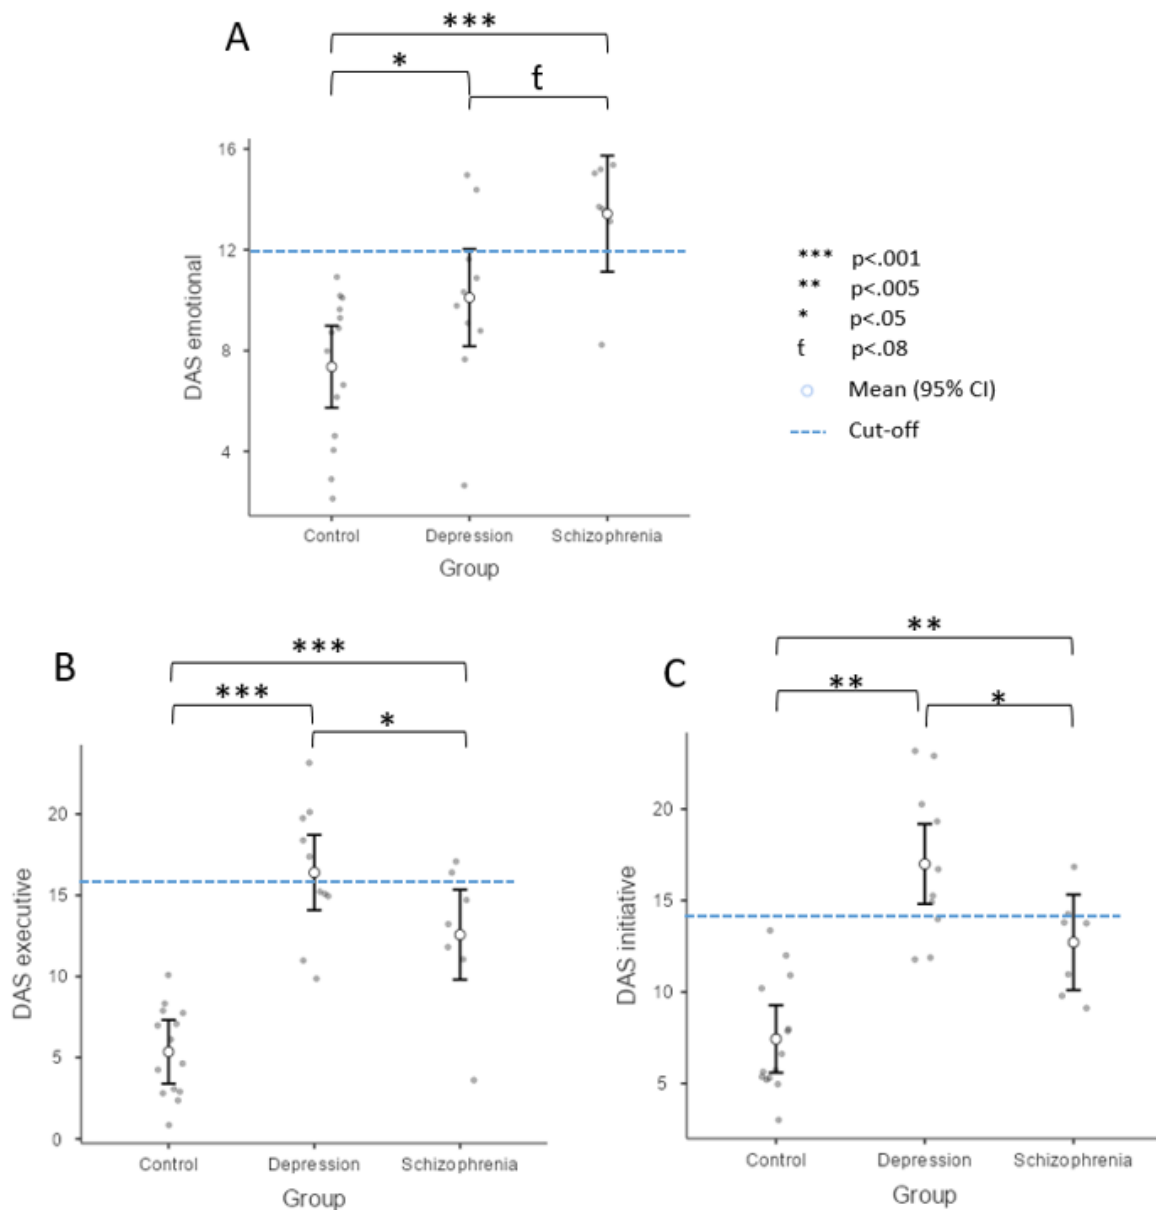 A
***
*
ƭ
16
12
8
4
DAS emotional
Control Depression Schizophrenia
Group
*** p<.001
** p<.005
* p<.05
ƭ p<.08
Mean (95% CI)
Cut-off
B
***
***
*
20
15
10
5
0
DAS executive
Control Depression Schizophrenia
Group
C
**
**
*
20
15
10
5
DAS initiative
Control Depression Schizophrenia
Group